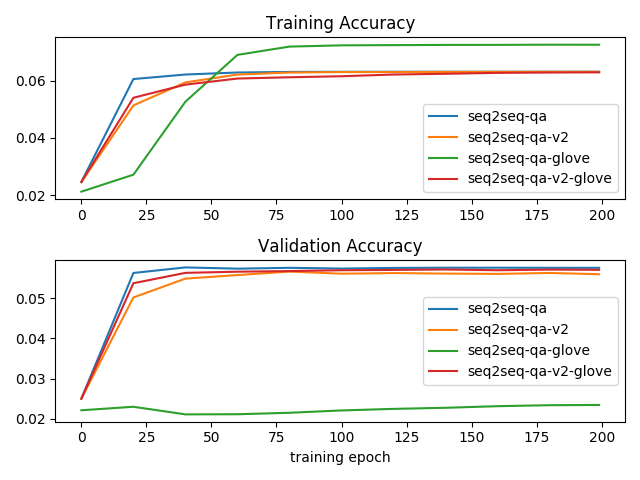 Training Accuracy
0.06
0.04
0.02
seq2seq-qa
seq2seq-qa-v2
seq2seq-qa-glove
seq2seq-qa-v2-glove
0 25 50 75 100 125 150 175 200
Validation Accuracy
0.05
0.04
0.03
0.02
seq2seq-qa
seq2seq-qa-v2
seq2seq-qa-glove
seq2seq-qa-v2-glove
0 25 50 75 100 125 150 175 200
training epoch